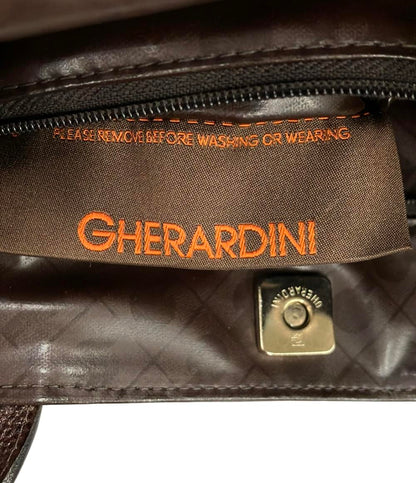 PLEASE REMOVE BEFORE WASHING OR WEARING
GHERARDINI
GHERARDINI